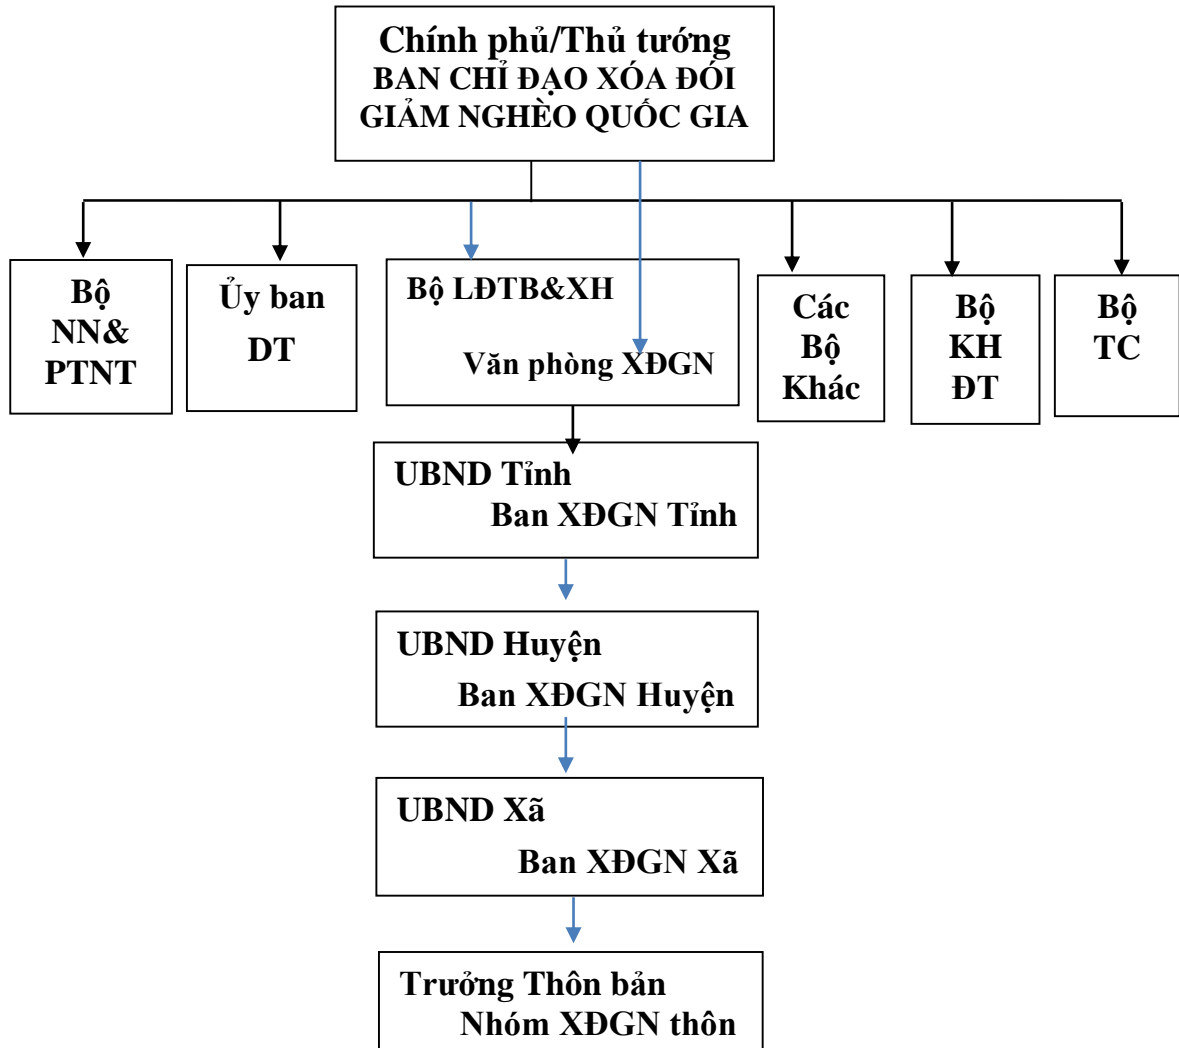 Chính phủ/Thủ tướng
BAN CHỈ ĐẠO XÓA ĐÓI
GIẢM NGHÈO QUỐC GIA
Bộ
NN&
PTNT
Ủy ban
DT
Bộ LĐTB&XH
Văn phòng XĐGN
Các
Bộ
Khác
Bộ
KH
ĐT
Bộ
TC
UBND Tỉnh
Ban XĐGN Tỉnh
UBND Huyện
Ban XĐGN Huyện
UBND Xã
Ban XĐGN Xã
Trưởng Thôn bản
Nhóm XĐGN thôn